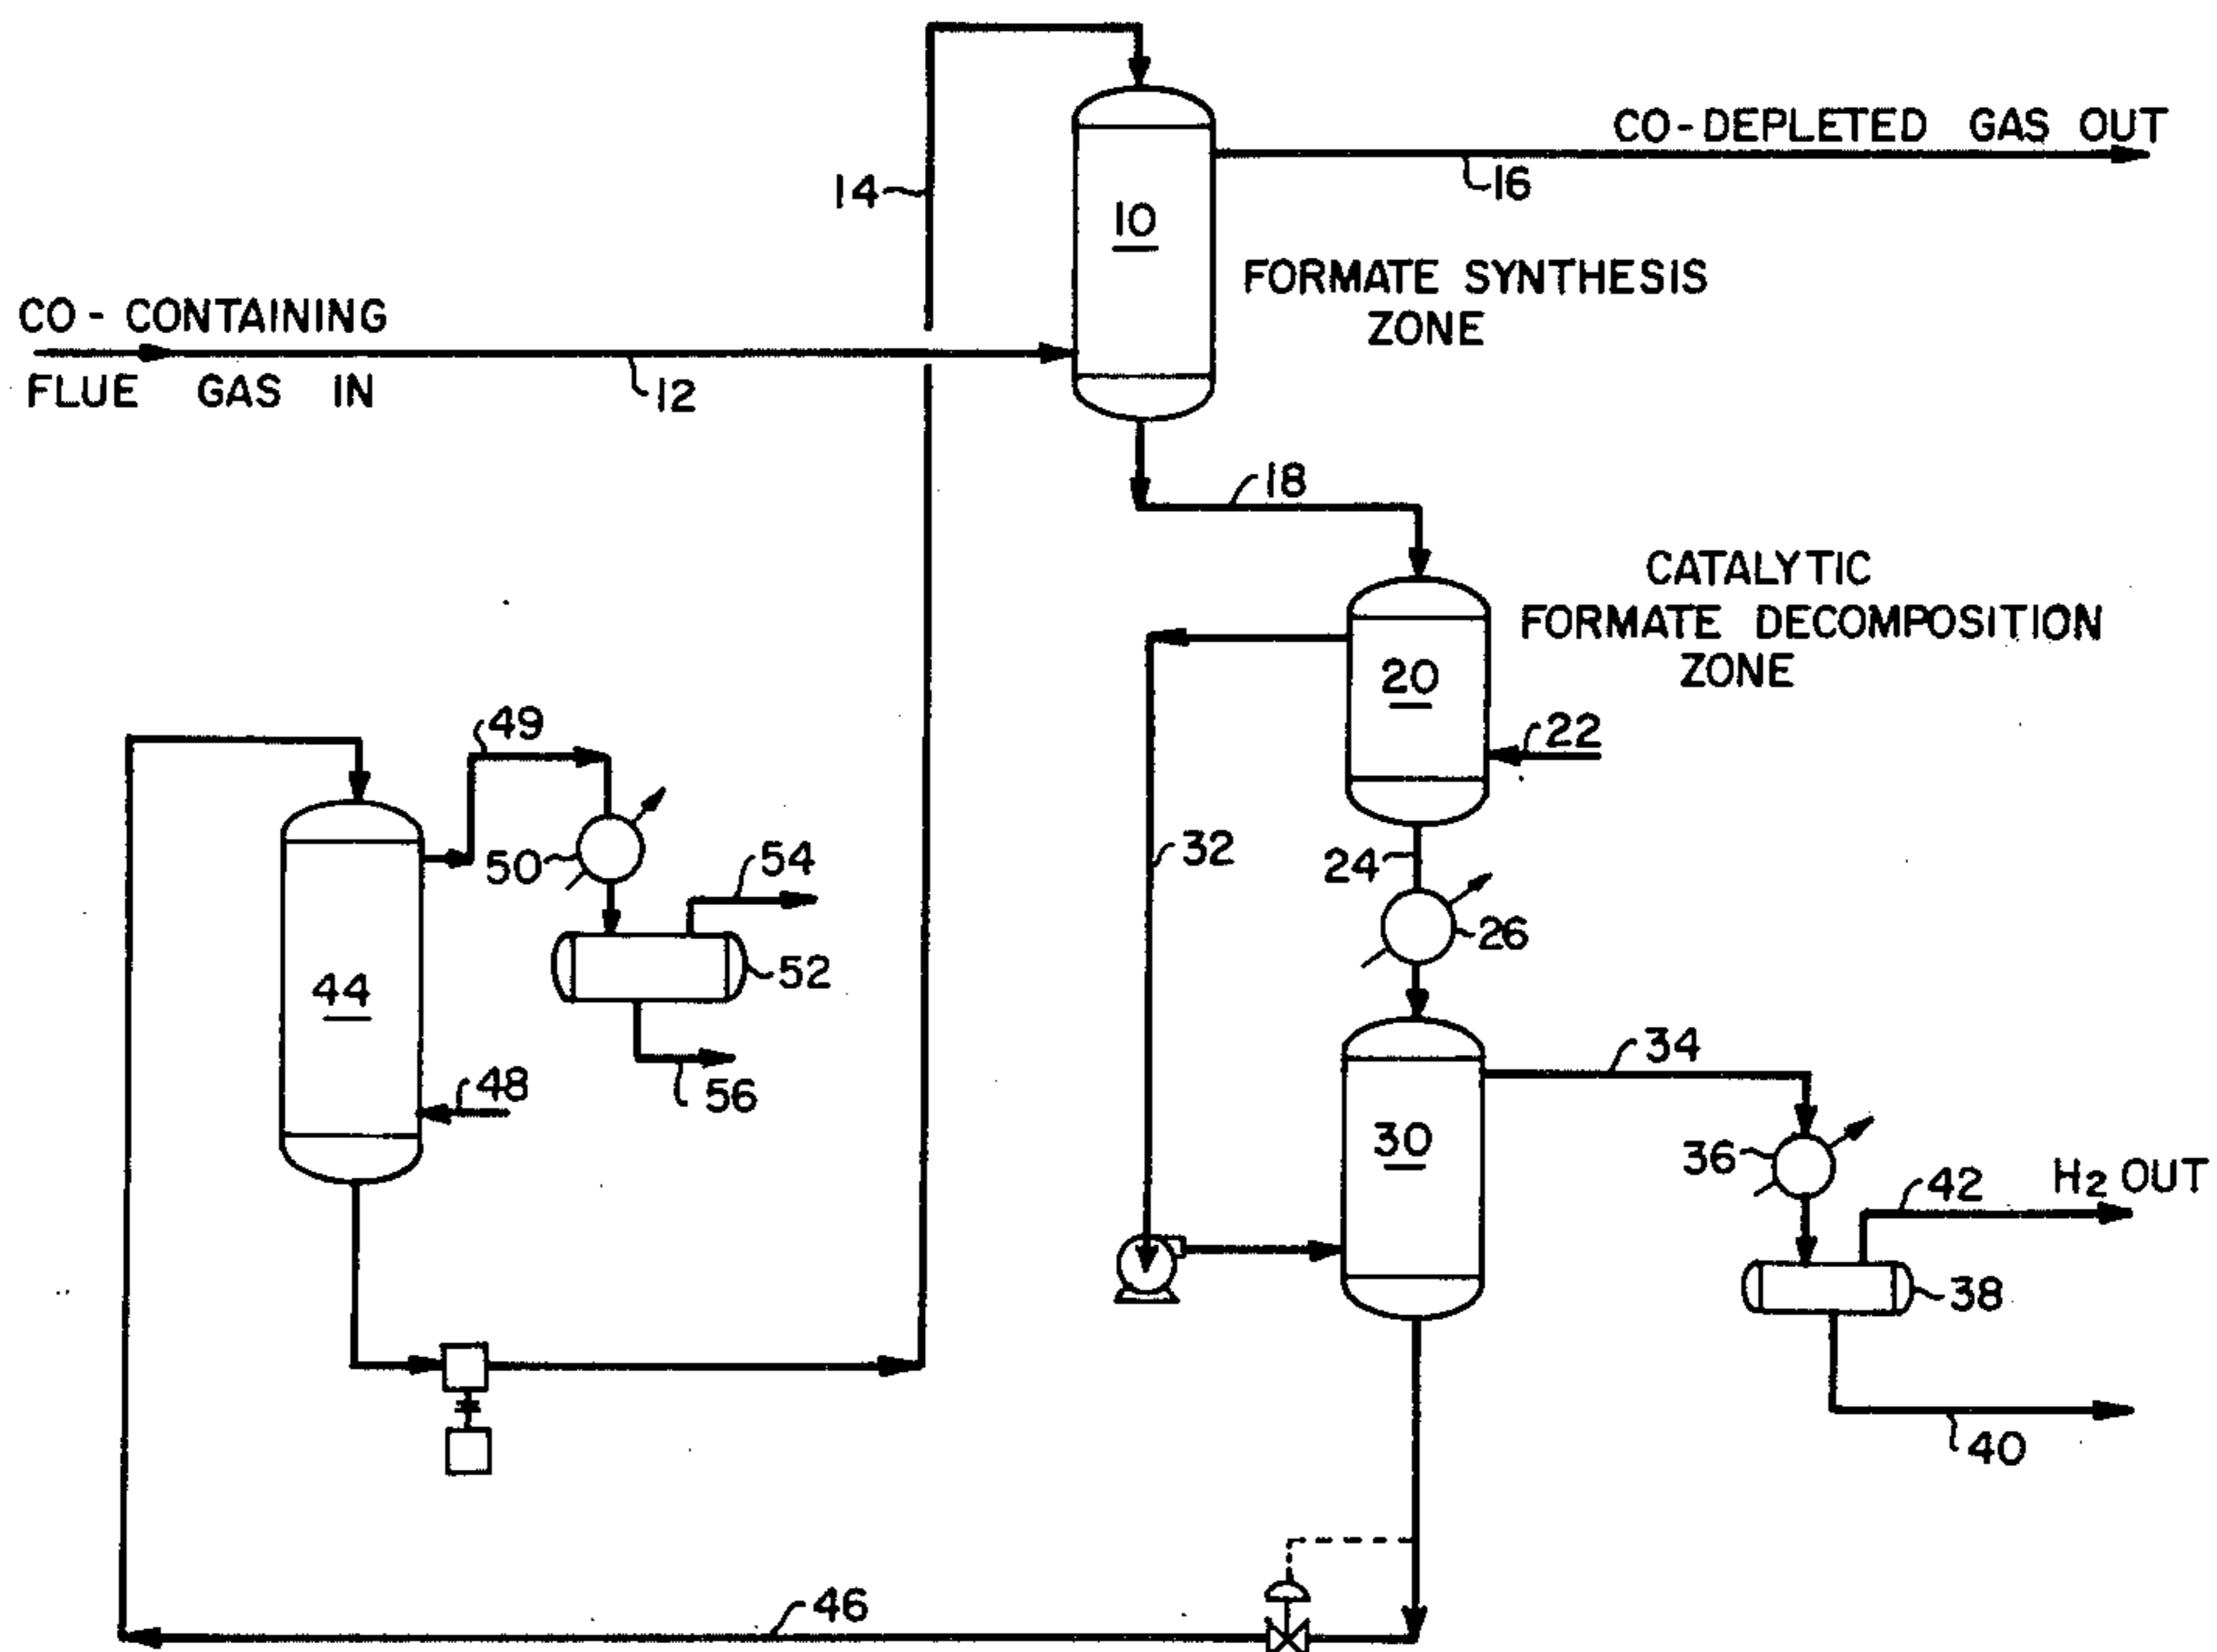 CO-DEPLETED GAS OUT
14
16
10
FORMATE SYNTHESIS
ZONE
CO - CONTAINING
FLUE GAS IN
12
18
CATALYTIC
FORMATE DECOMPOSITION
ZONE
20
22
49
50
54
32
24
26
52
44
48
56
34
30
36
42
H2 OUT
38
40
46